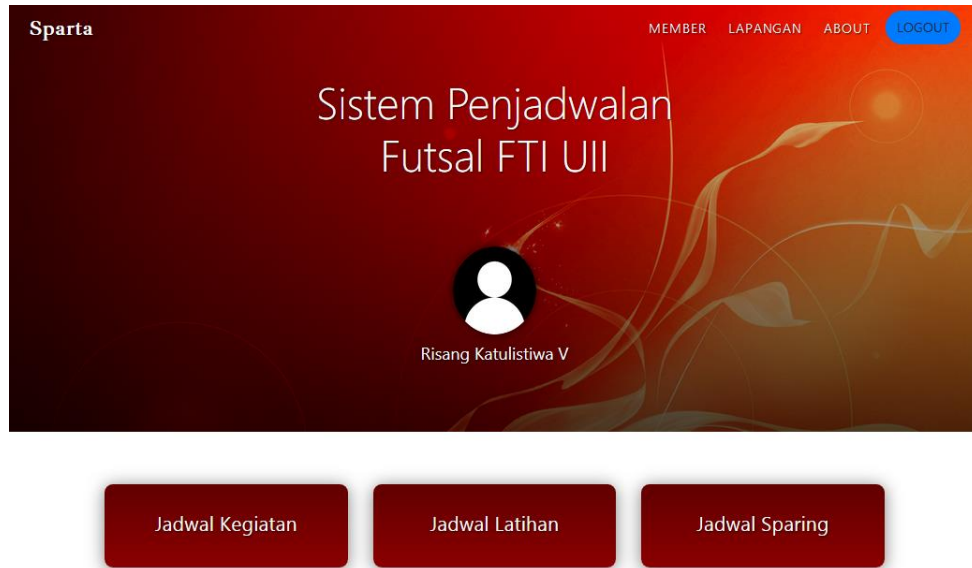 Sparta
MEMBER LAPANGAN ABOUT LOGOUT
Sistem Penjadwalan
Futsal FTI UII
Risang Katulistiwa V
Jadwal Kegiatan
Jadwal Latihan
Jadwal Sparing